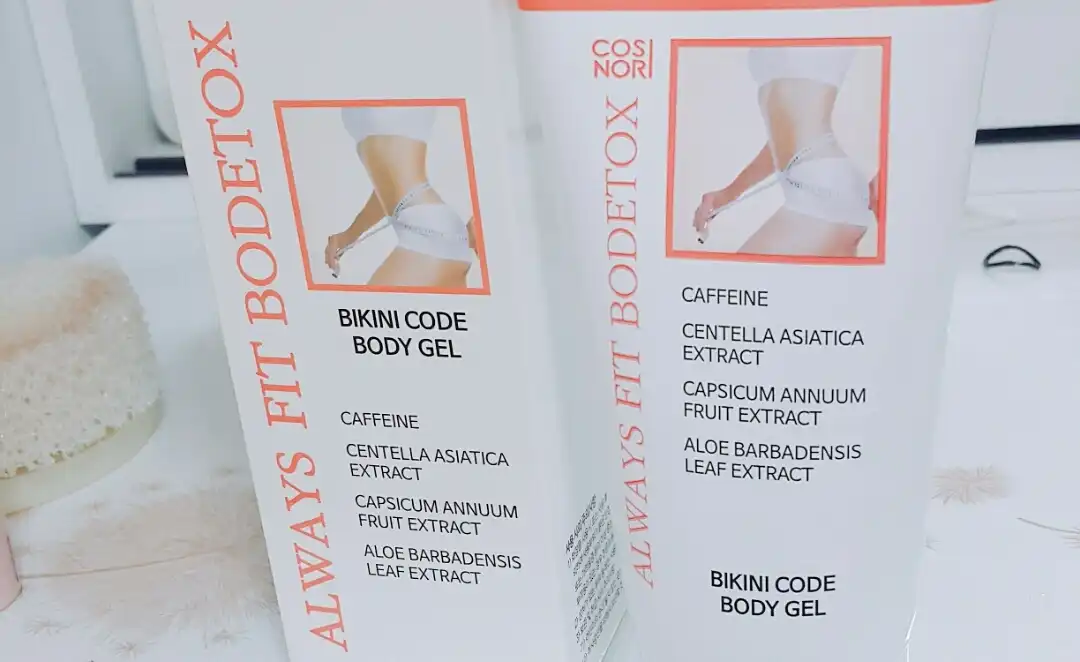 ALWAYS FIT BODETOX
BIKINI CODE
BODY GEL
CAFFEINE
CENTELLA ASIATICA
EXTRACT
CAPSICUM ANNUUM
FRUIT EXTRACT
ALOE BARBADENSIS
LEAF EXTRACT
COS
NORI
ALWAYS FIT BODETOX
CAFFEINE
CENTELLA ASIATICA
EXTRACT
CAPSICUM ANNUUM
FRUIT EXTRACT
ALOE BARBADENSIS
LEAF EXTRACT
BIKINI CODE
BODY GEL